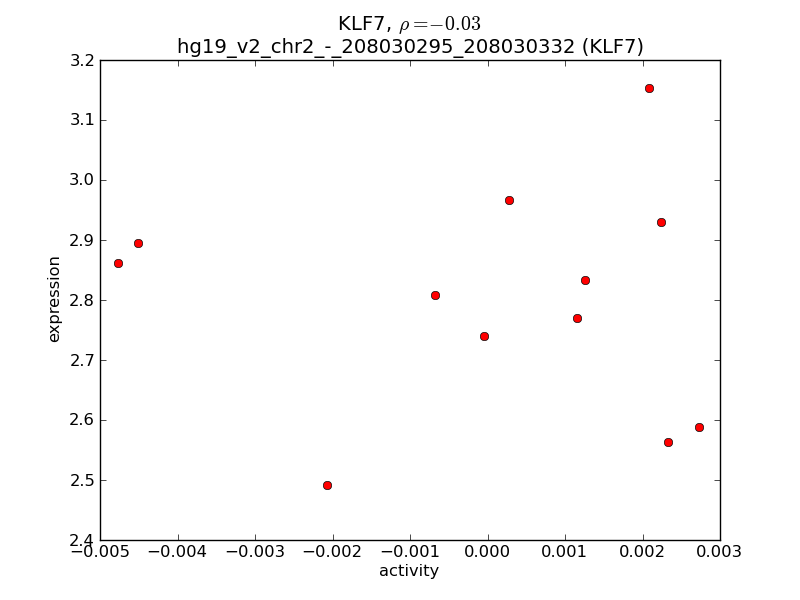 KLF7, ρ=−0.03
hg19_v2_chr2_-_208030295_208030332 (KLF7)
3.2
3.1
3.0
2.9
2.8
2.7
2.6
2.5
2.4
expression
−0.005 −0.004 −0.003 −0.002 −0.001 0.000 0.001 0.002 0.003
activity